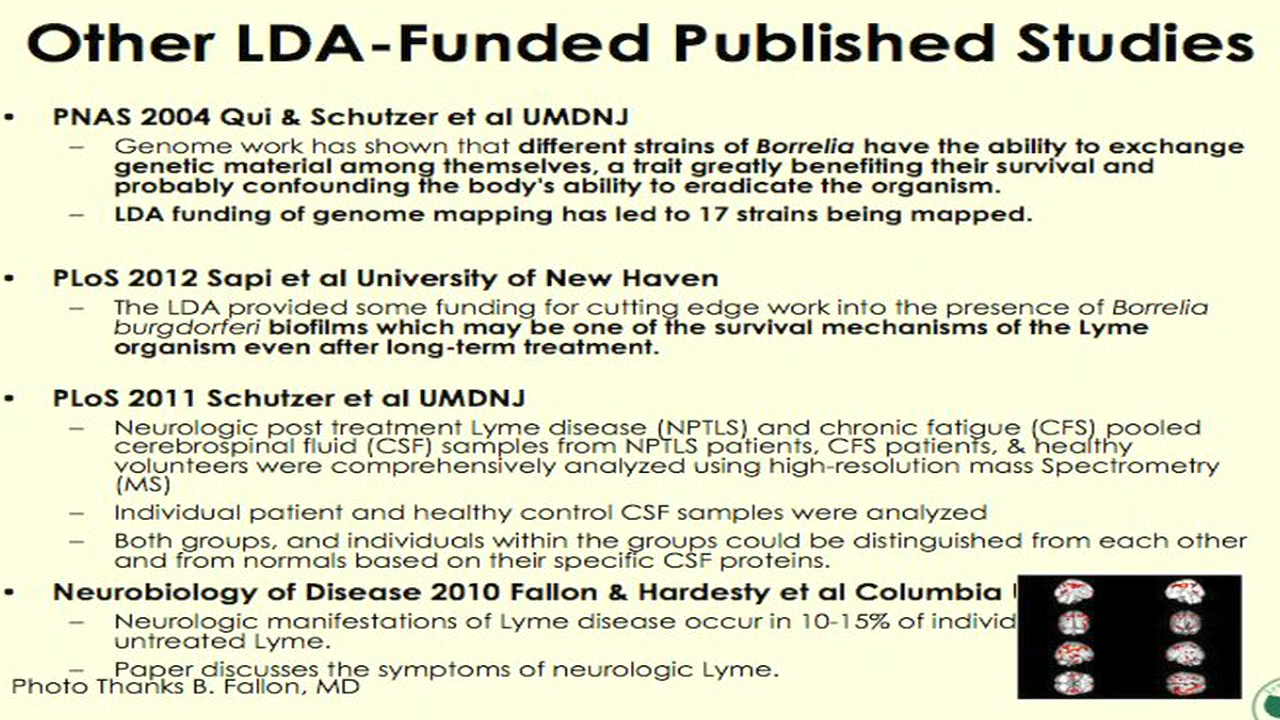 Other LDA-Funded Published Studies
• PNAS 2004 Qui & Schutzer et al UMDNJ
– Genome work has shown that different strains of Borrelia have the ability to exchange
genetic material among themselves, a trait greatly benefiting their survival and
probably confounding the body's ability to eradicate the organism.
– LDA funding of genome mapping has led to 17 strains being mapped.
• PLoS 2012 Sapi et al University of New Haven
– The LDA provided some funding for cutting edge work into the presence of Borrelia
burgdorferi biofilms which may be one of the survival mechanisms of the Lyme
organism even after long-term treatment.
• PLoS 2011 Schutzer et al UMDNJ
– Neurologic post treatment Lyme disease (NPTLS) and chronic fatigue (CFS) pooled
cerebrospinal fluid (CSF) samples from NPTLS patients, CFS patients, & healthy
volunteers were comprehensively analyzed using high-resolution mass Spectrometry
(MS)
– Individual patient and healthy control CSF samples were analyzed
– Both groups, and individuals within the groups could be distinguished from each other
and from normals based on their specific CSF proteins.
• Neurobiology of Disease 2010 Fallon & Hardesty et al Columbia
– Neurologic manifestations of Lyme disease occur in 10-15% of individ
untreated Lyme.
– Paper discusses the symptoms of neurologic Lyme.
Photo Thanks B. Fallon, MD